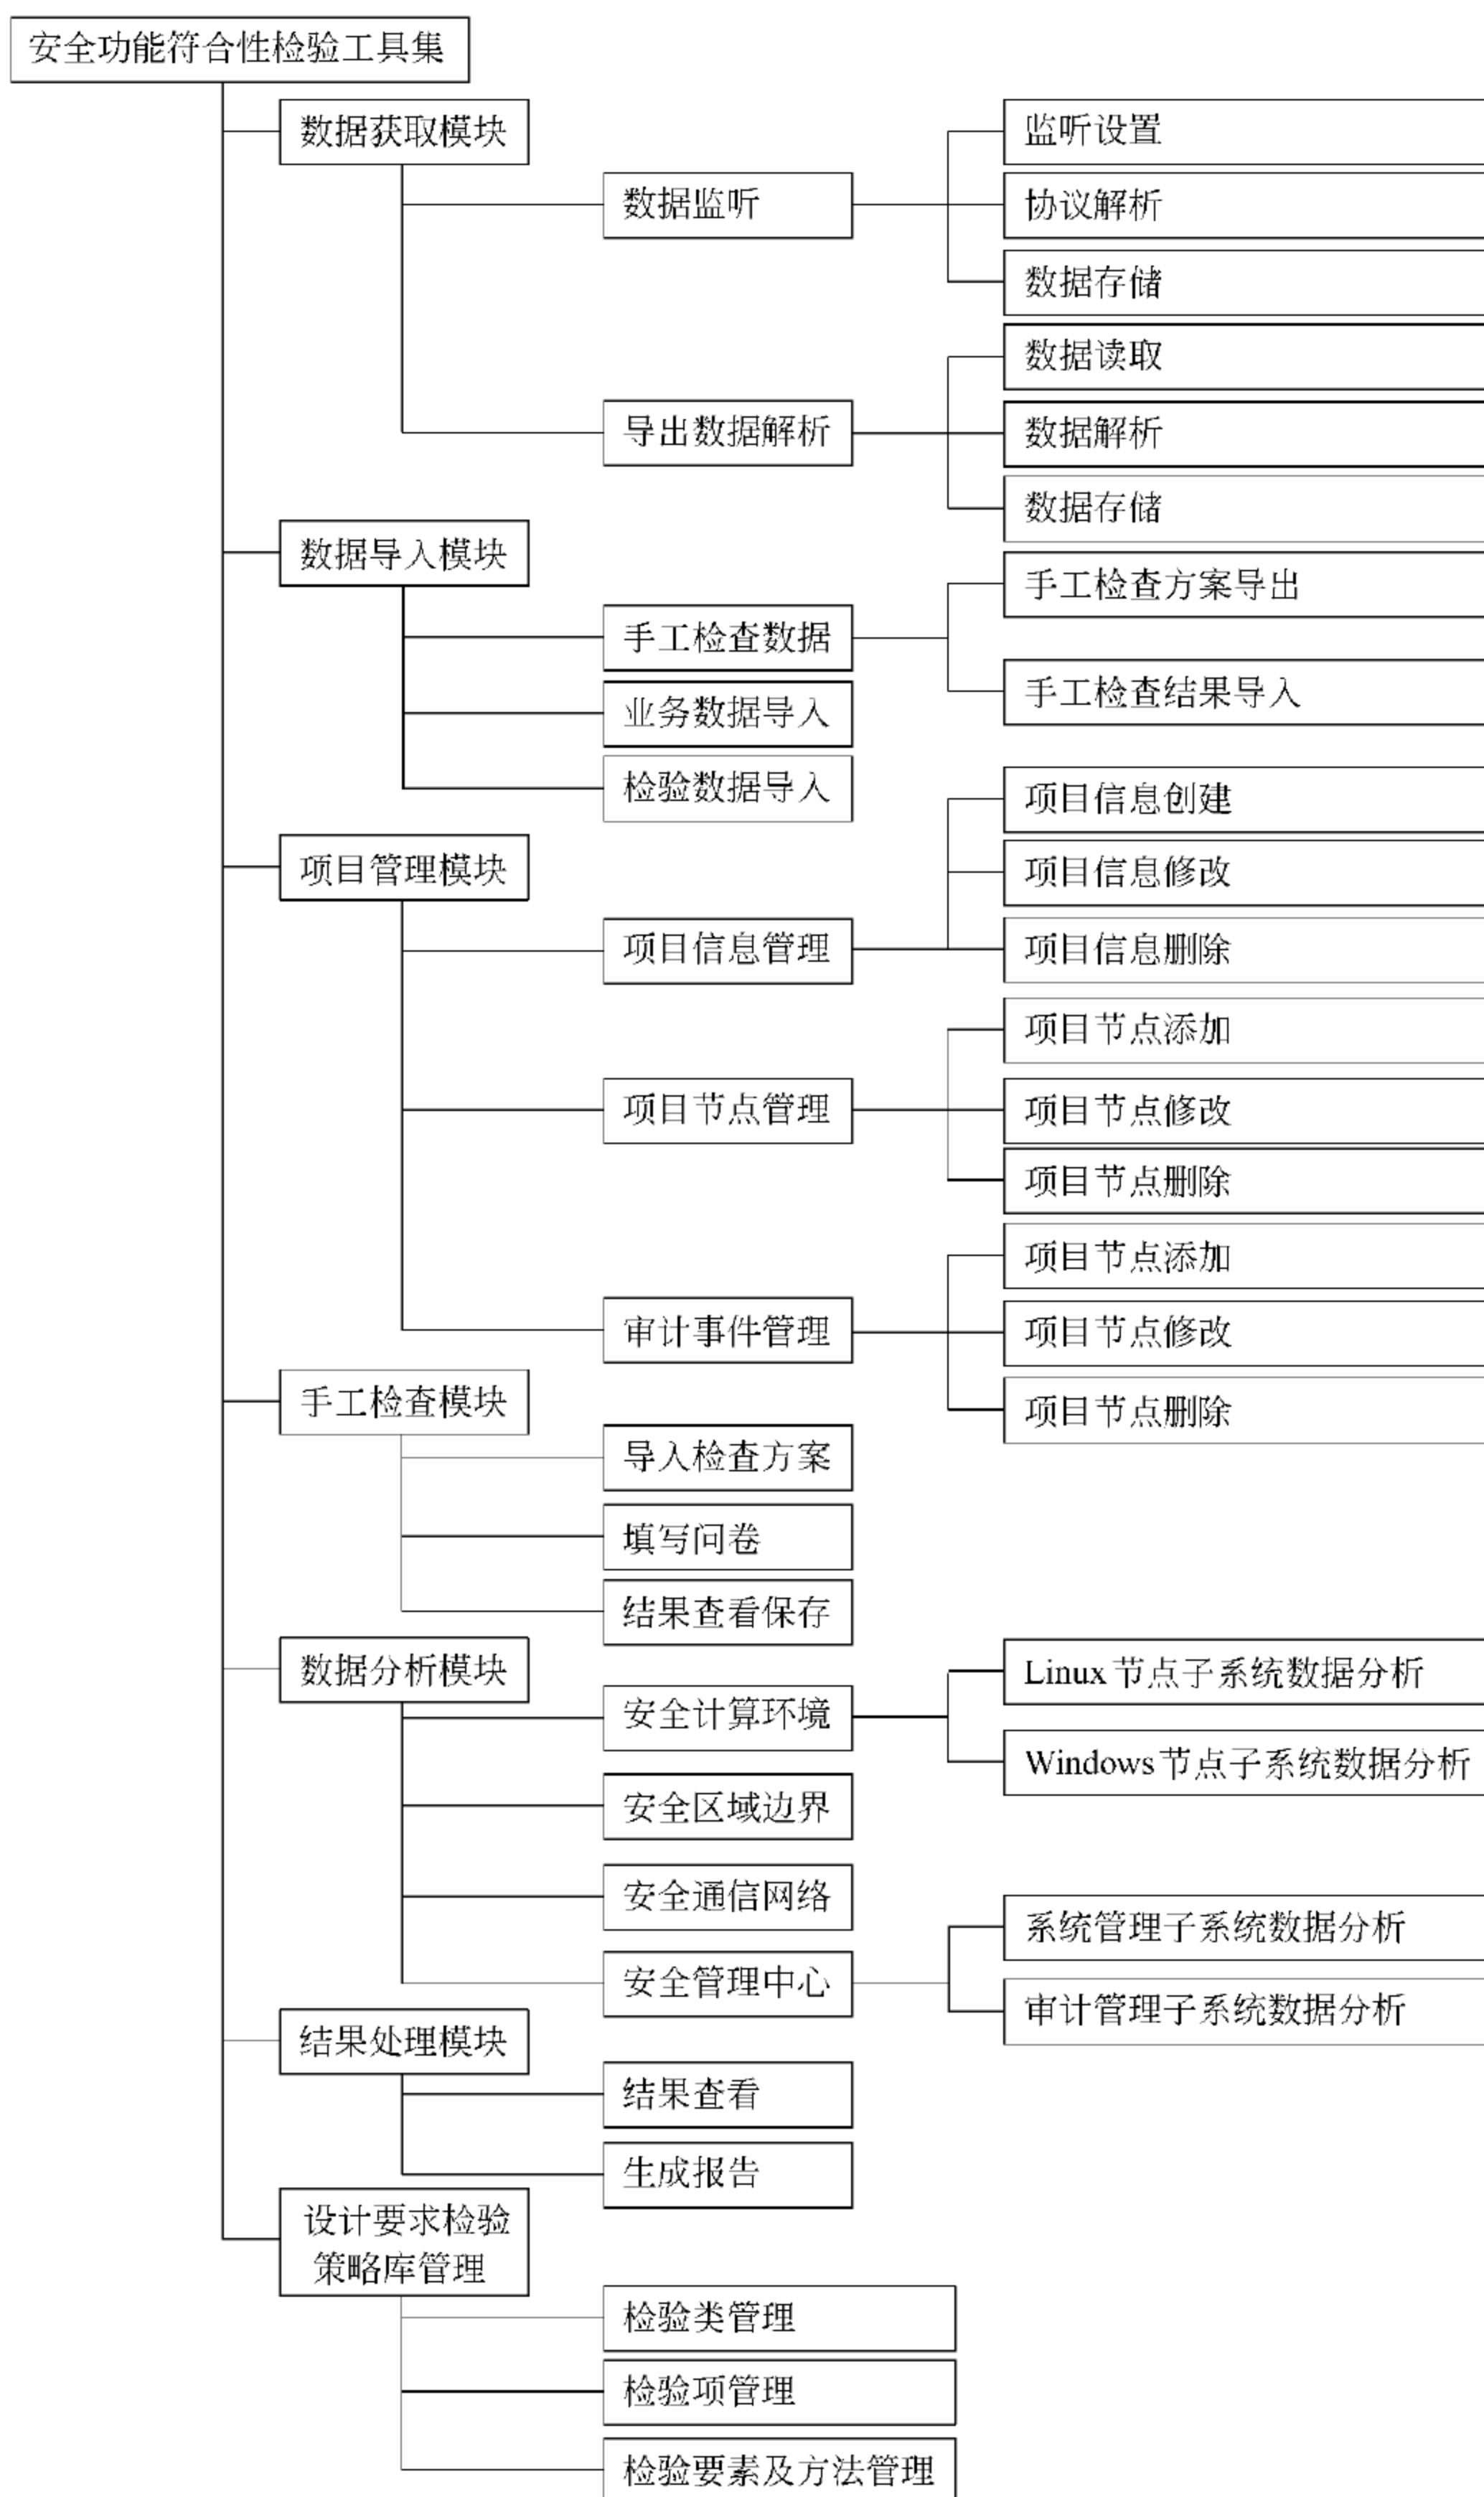 安全功能符合性检验工具集
数据获取模块
监听设置
数据监听
协议解析
数据存储
数据读取
导出数据解析
数据解析
数据存储
数据导入模块
手工检查方案导出
手工检查数据
手工检查结果导入
业务数据导入
检验数据导入
项目信息创建
项目管理模块
项目信息修改
项目信息管理
项目信息删除
项目节点添加
项目节点管理
项目节点修改
项目节点删除
项目节点添加
审计事件管理
项目节点修改
项目节点删除
手工检查模块
导入检查方案
填写问卷
结果查看保存
数据分析模块
Linux 节点子系统数据分析
安全计算环境
Windows 节点子系统数据分析
安全区域边界
安全通信网络
系统管理子系统数据分析
安全管理中心
审计管理子系统数据分析
结果处理模块
结果查看
生成报告
设计要求检验
策略库管理
检验类管理
检验项管理
检验要素及方法管理